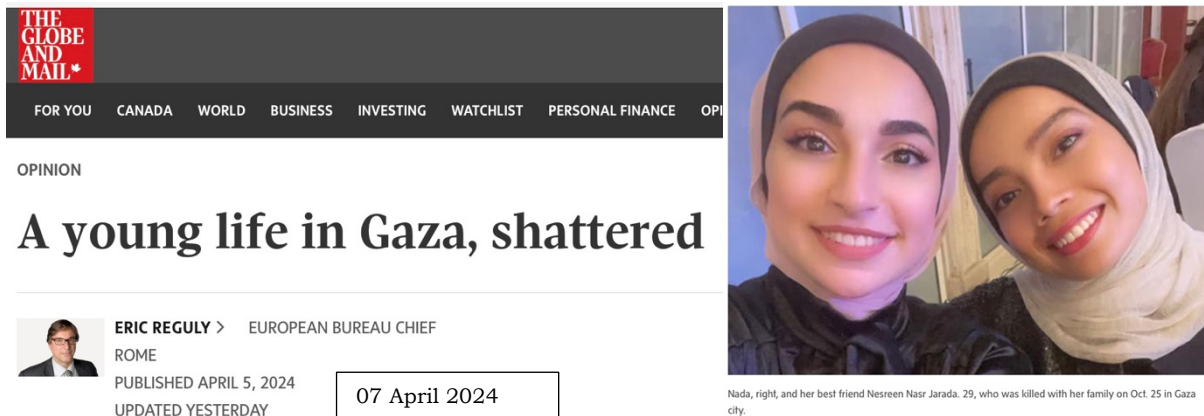 THE
GLOBE
AND
MAIL
FOR YOU CANADA WORLD BUSINESS INVESTING WATCHLIST PERSONAL FINANCE OPI
OPINION
A young life in Gaza, shattered
ERIC REGULY > EUROPEAN BUREAU CHIEF
ROME
PUBLISHED APRIL 5, 2024
UPDATED YESTERDAY
07 April 2024
Nada, right, and her best friend Nesreen Nasr Jarada. 29, who was killed with her family on Oct. 25 in Gaza
city.